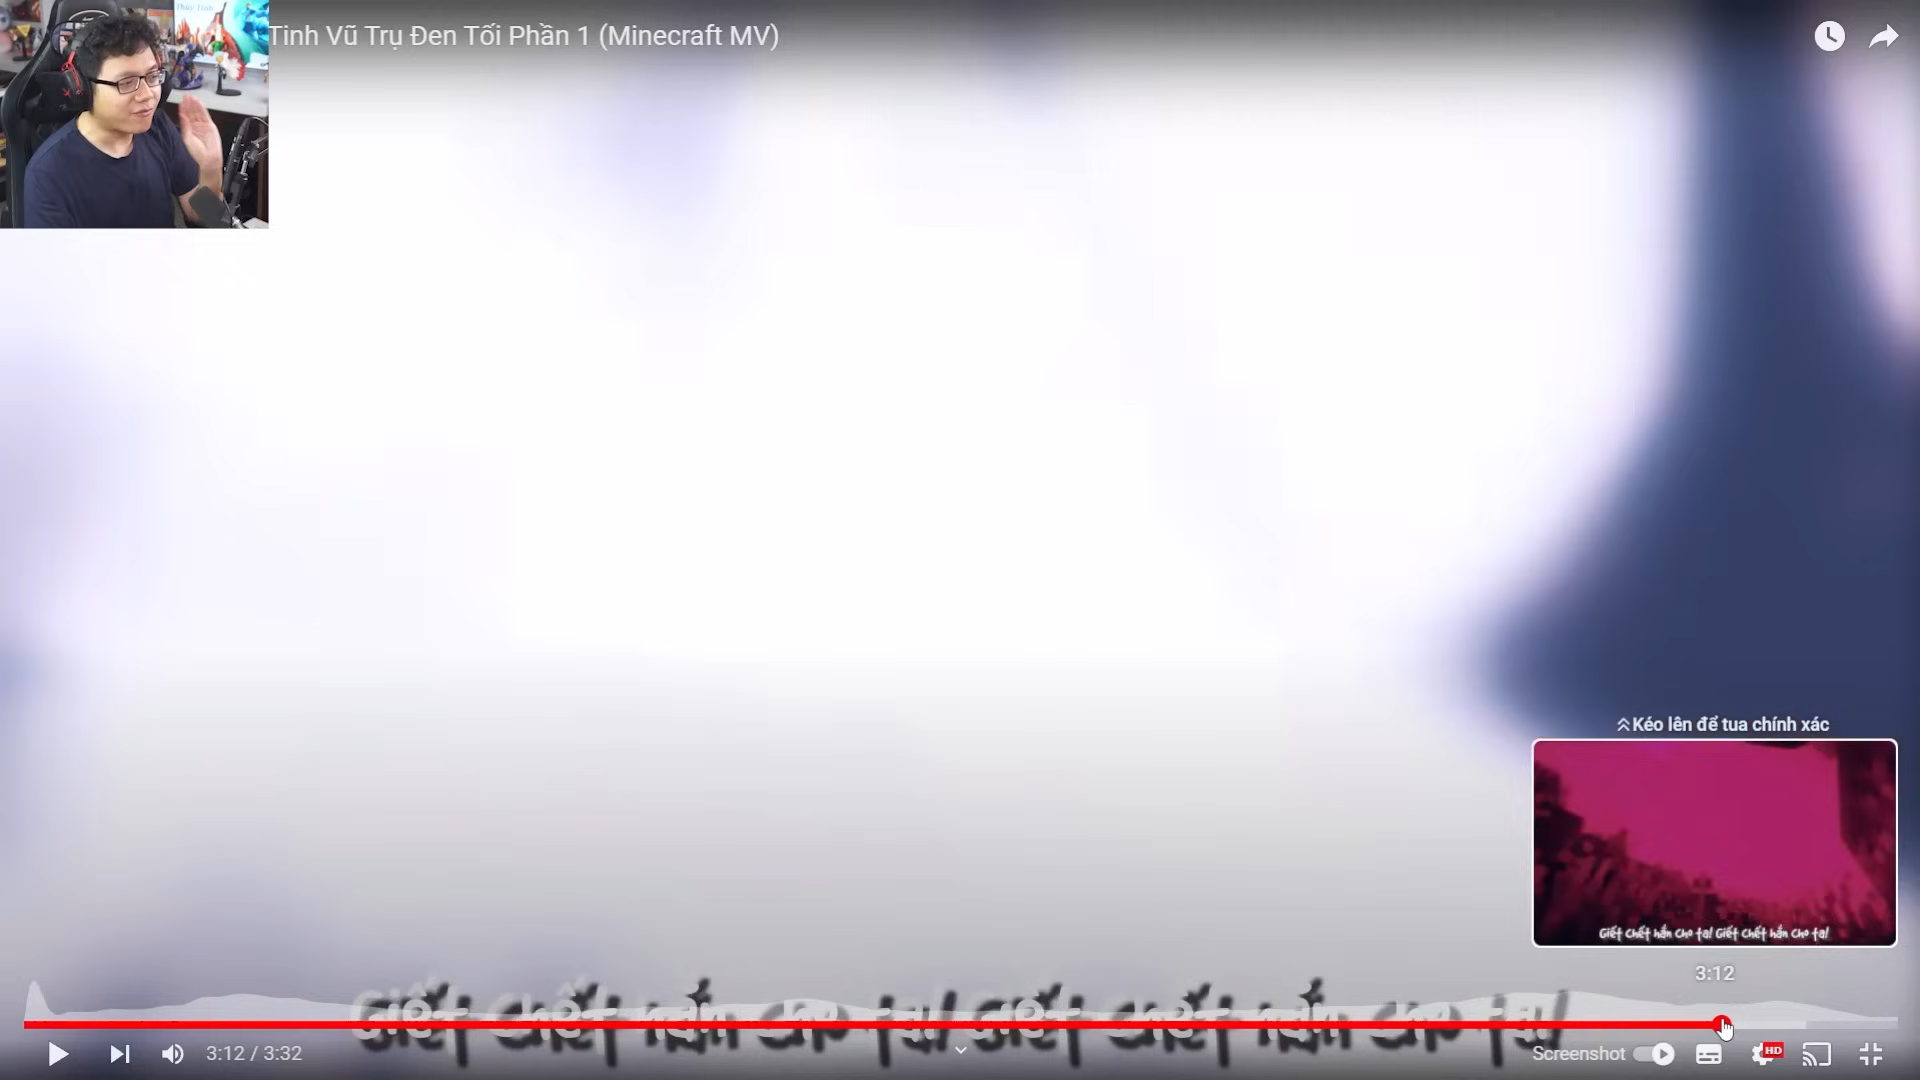 Tinh Vũ Trụ Đen Tối Phần 1 (Minecraft MV)
Thủy Tinh
Kéo lên để tua chính xác
Giết chết hắn cho ta! Giết chết hắn cho ta!
3:12
Giết chết hắn cho ta! Giết chết hắn cho ta!
3:12 / 3:32
Screenshot
HD